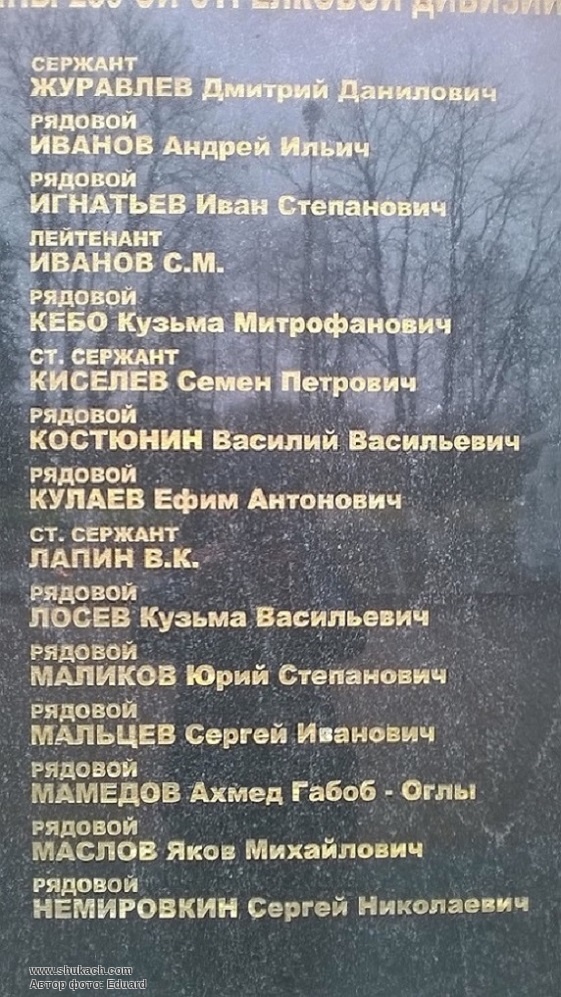 СТРЕЛКОВОЙ ДИВИЗИИ
СЕРЖАНТ
ЖУРАВЛЕВ Дмитрий Данилович
РЯДОВОЙ
ИВАНОВ Андрей Ильич
РЯДОВОЙ
ИГНАТЬЕВ Иван Степанович
ЛЕЙТЕНАНТ
ИВАНОВ С.М.
РЯДОВОЙ
КЕБО Кузьма Митрофанович
СТ. СЕРЖАНТ
КИСЕЛЕВ Семен Петрович
РЯДОВОЙ
КОСТЮНИН Василий Васильевич
РЯДОВОЙ
КУЛАЕВ Ефим Антонович
СТ. СЕРЖАНТ
ЛАПИН В.К.
РЯДОВОЙ
ЛОСЕВ Кузьма Васильевич
РЯДОВОЙ
МАЛИКОВ Юрий Степанович
РЯДОВОЙ
МАЛЬЦЕВ Сергей Иванович
РЯДОВОЙ
МАМЕДОВ Ахмед Габоб - Оглы
РЯДОВОЙ
МАСЛОВ Яков Михайлович
РЯДОВОЙ
НЕМИРОВКИН Сергей Николаевич
www.shukach.com
Автор фото: Eduard